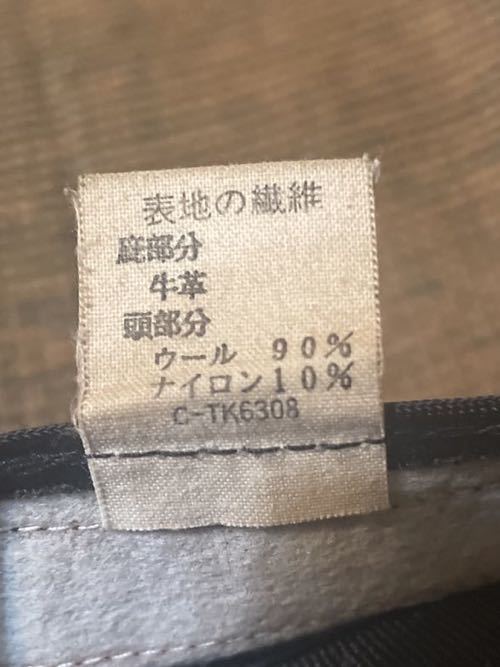 表地の繊維
庇部分
牛革
頭部分
ウール 90%
ナイロン10%
C-TK6308